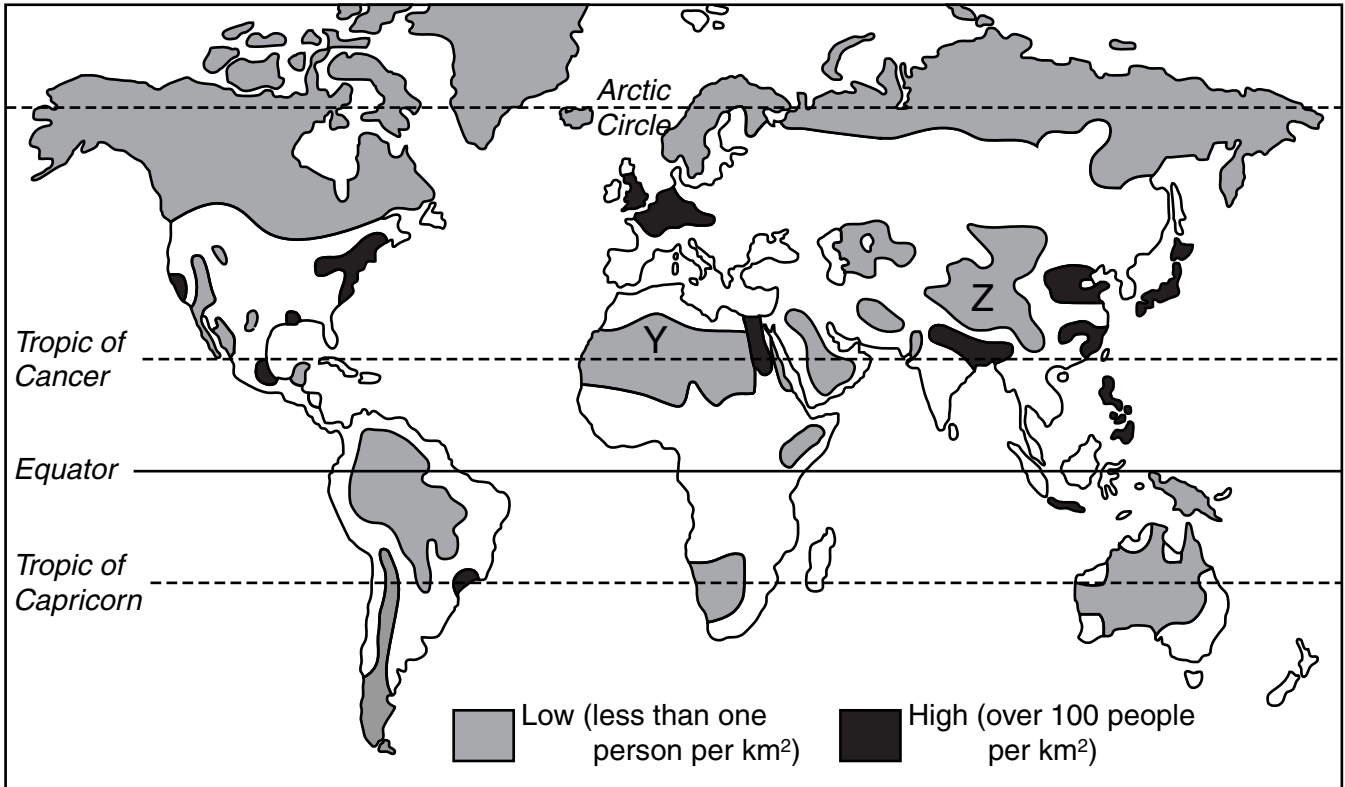 Arctic
Circle
Y
Z
Tropic of
Cancer
Equator
Tropic of
Capricorn
Low (less than one
person per km²)
High (over 100 people
per km²)